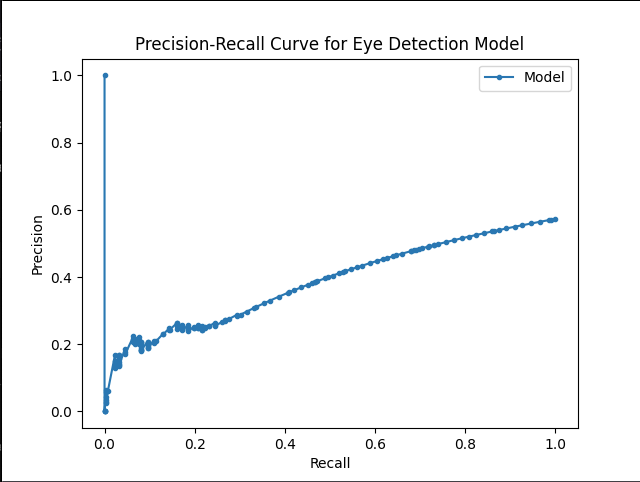 Precision-Recall Curve for Eye Detection Model
Model
1.0
0.8
0.6
0.4
0.2
0.0
Precision
0.0 0.2 0.4 0.6 0.8 1.0
Recall